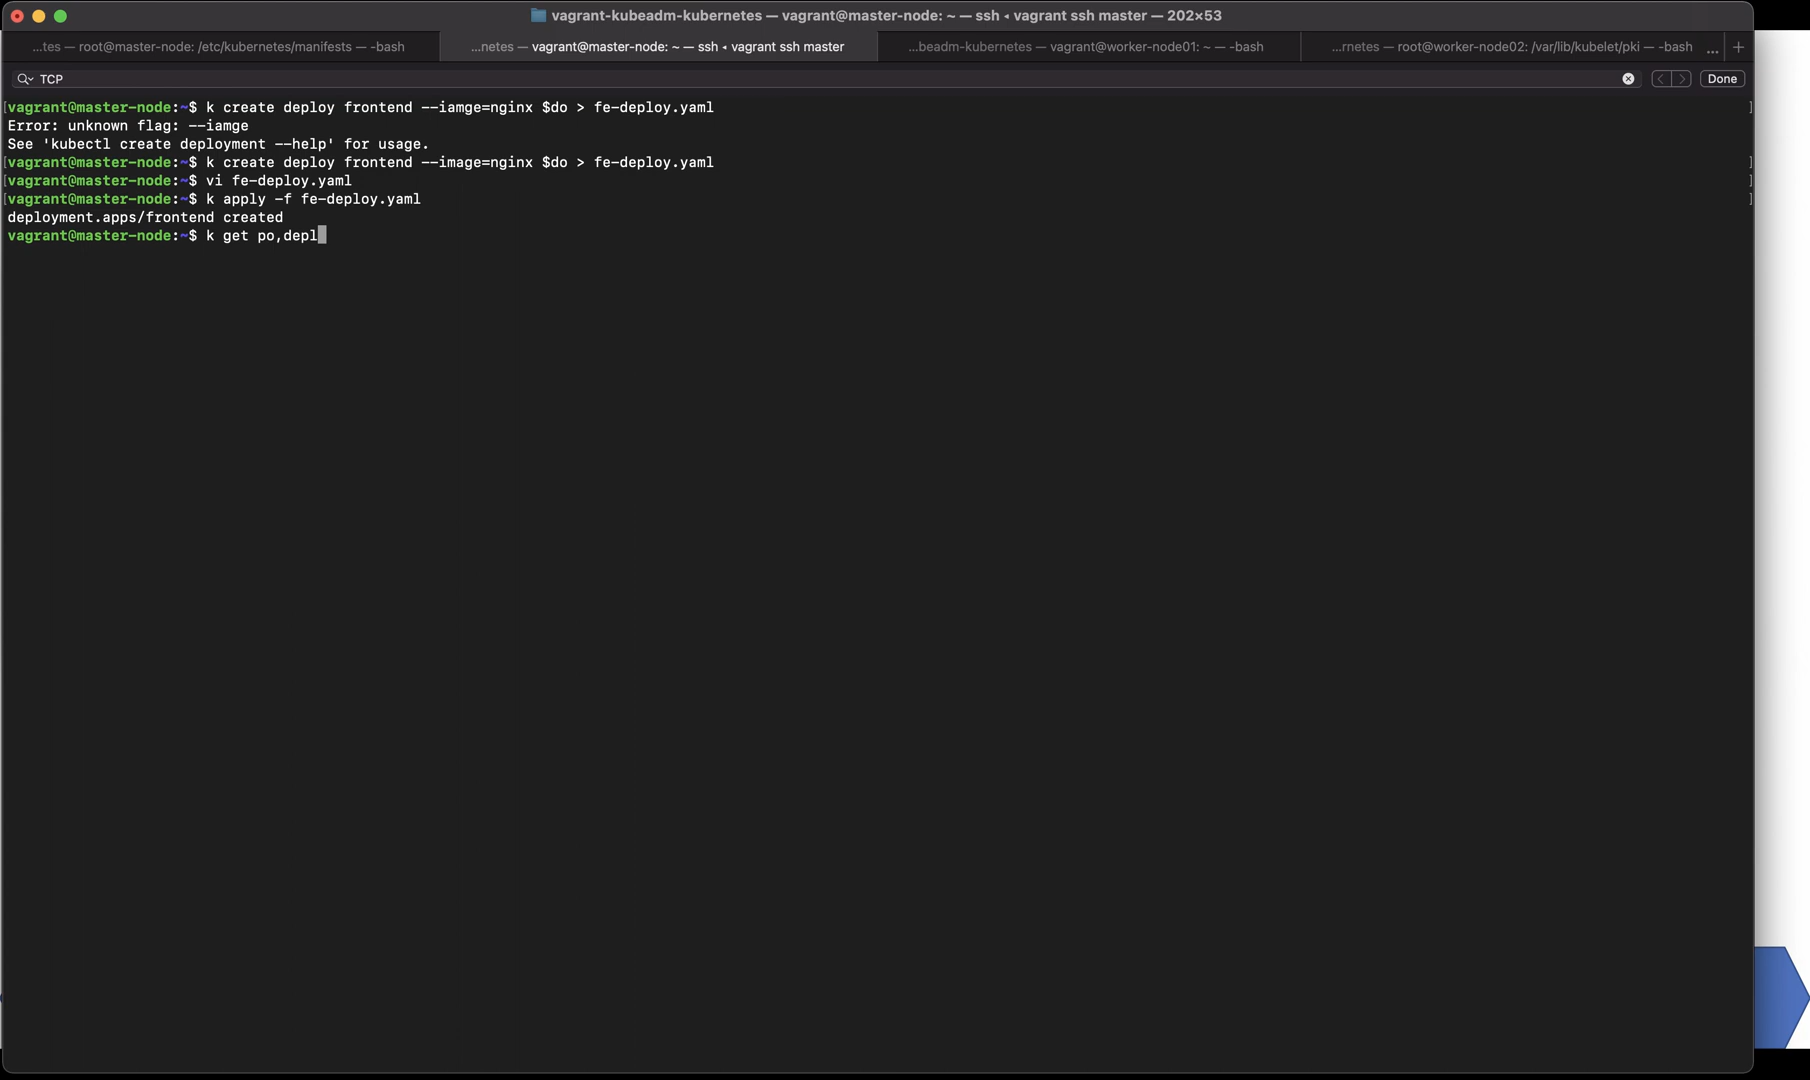 vagrant-kubeadm-kubernetes — vagrant@master-node: ~ — ssh ◂ vagrant ssh master — 202×53
...tes — root@master-node: /etc/kubernetes/manifests — -bash
...netes — vagrant@master-node: ~ — ssh ◂ vagrant ssh master
...beadm-kubernetes — vagrant@worker-node01: ~ — -bash
...rnetes — root@worker-node02: /var/lib/kubelet/pki — -bash
... +
TCP
< > Done
[vagrant@master-node:~$ k create deploy frontend --iamge=nginx $do > fe-deploy.yaml ]
Error: unknown flag: --iamge
See 'kubectl create deployment --help' for usage.
[vagrant@master-node:~$ k create deploy frontend --image=nginx $do > fe-deploy.yaml ]
[vagrant@master-node:~$ vi fe-deploy.yaml ]
[vagrant@master-node:~$ k apply -f fe-deploy.yaml ]
deployment.apps/frontend created
vagrant@master-node:~$ k get po,depl